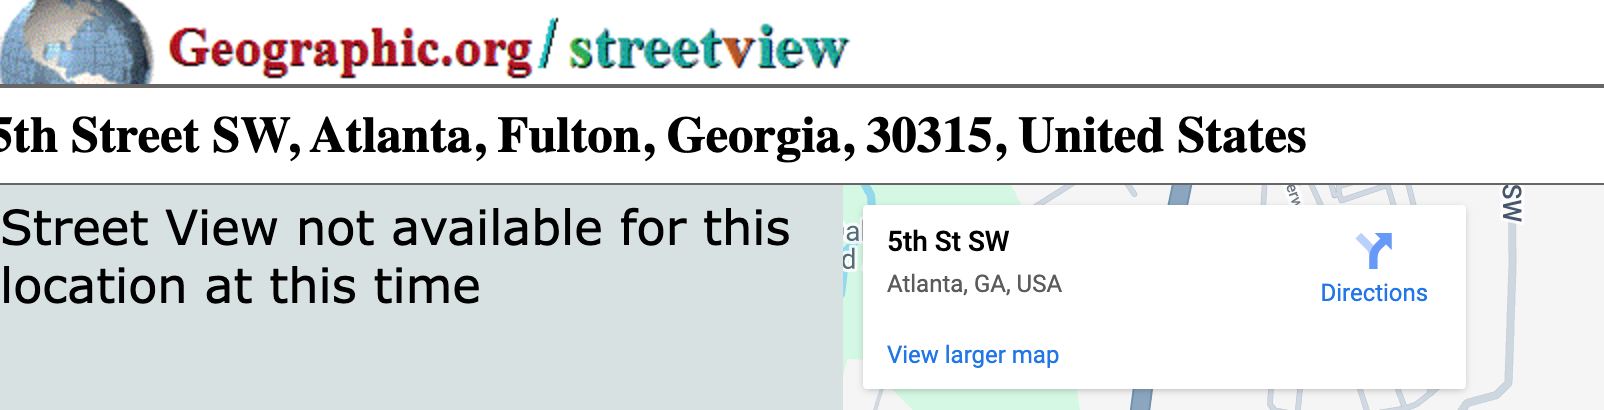 Geographic.org/streetview
5th Street SW, Atlanta, Fulton, Georgia, 30315, United States
Street View not available for this
location at this time
5th St SW
Atlanta, GA, USA
Directions
View larger map
SW